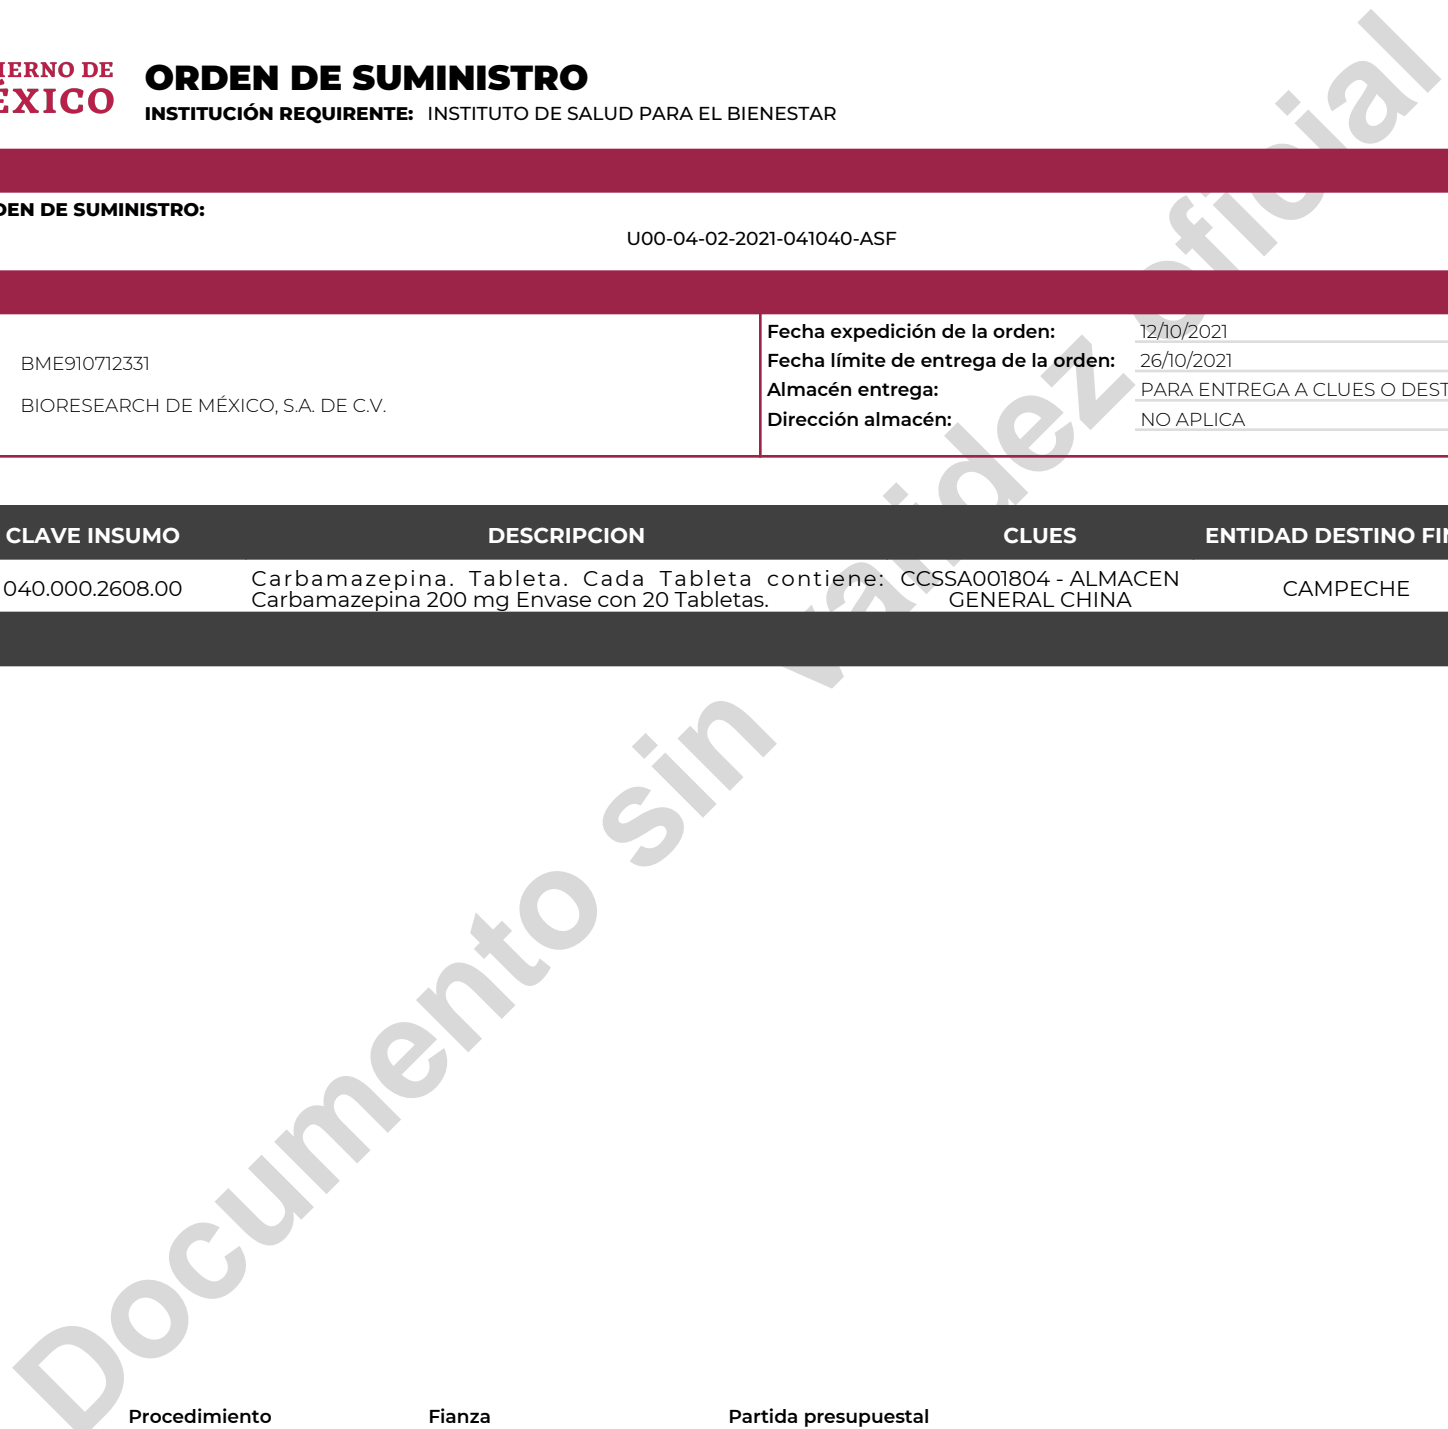 IERNO DE
ÉXICO
ORDEN DE SUMINISTRO
INSTITUCIÓN REQUIRENTE: INSTITUTO DE SALUD PARA EL BIENESTAR
DEN DE SUMINISTRO:
U00-04-02-2021-041040-ASF
BME910712331
BIORESEARCH DE MÉXICO, S.A. DE C.V.
Fecha expedición de la orden: 12/10/2021
Fecha límite de entrega de la orden: 26/10/2021
Almacén entrega: PARA ENTREGA A CLUES O DEST
Dirección almacén: NO APLICA
CLAVE INSUMO DESCRIPCION CLUES ENTIDAD DESTINO FIN
040.000.2608.00 Carbamazepina. Tableta. Cada Tableta contiene: CCSSA001804 - ALMACEN CAMPECHE
Carbamazepina 200 mg Envase con 20 Tabletas. GENERAL CHINA
Documento sin validez oficial
Procedimiento Fianza Partida presupuestal